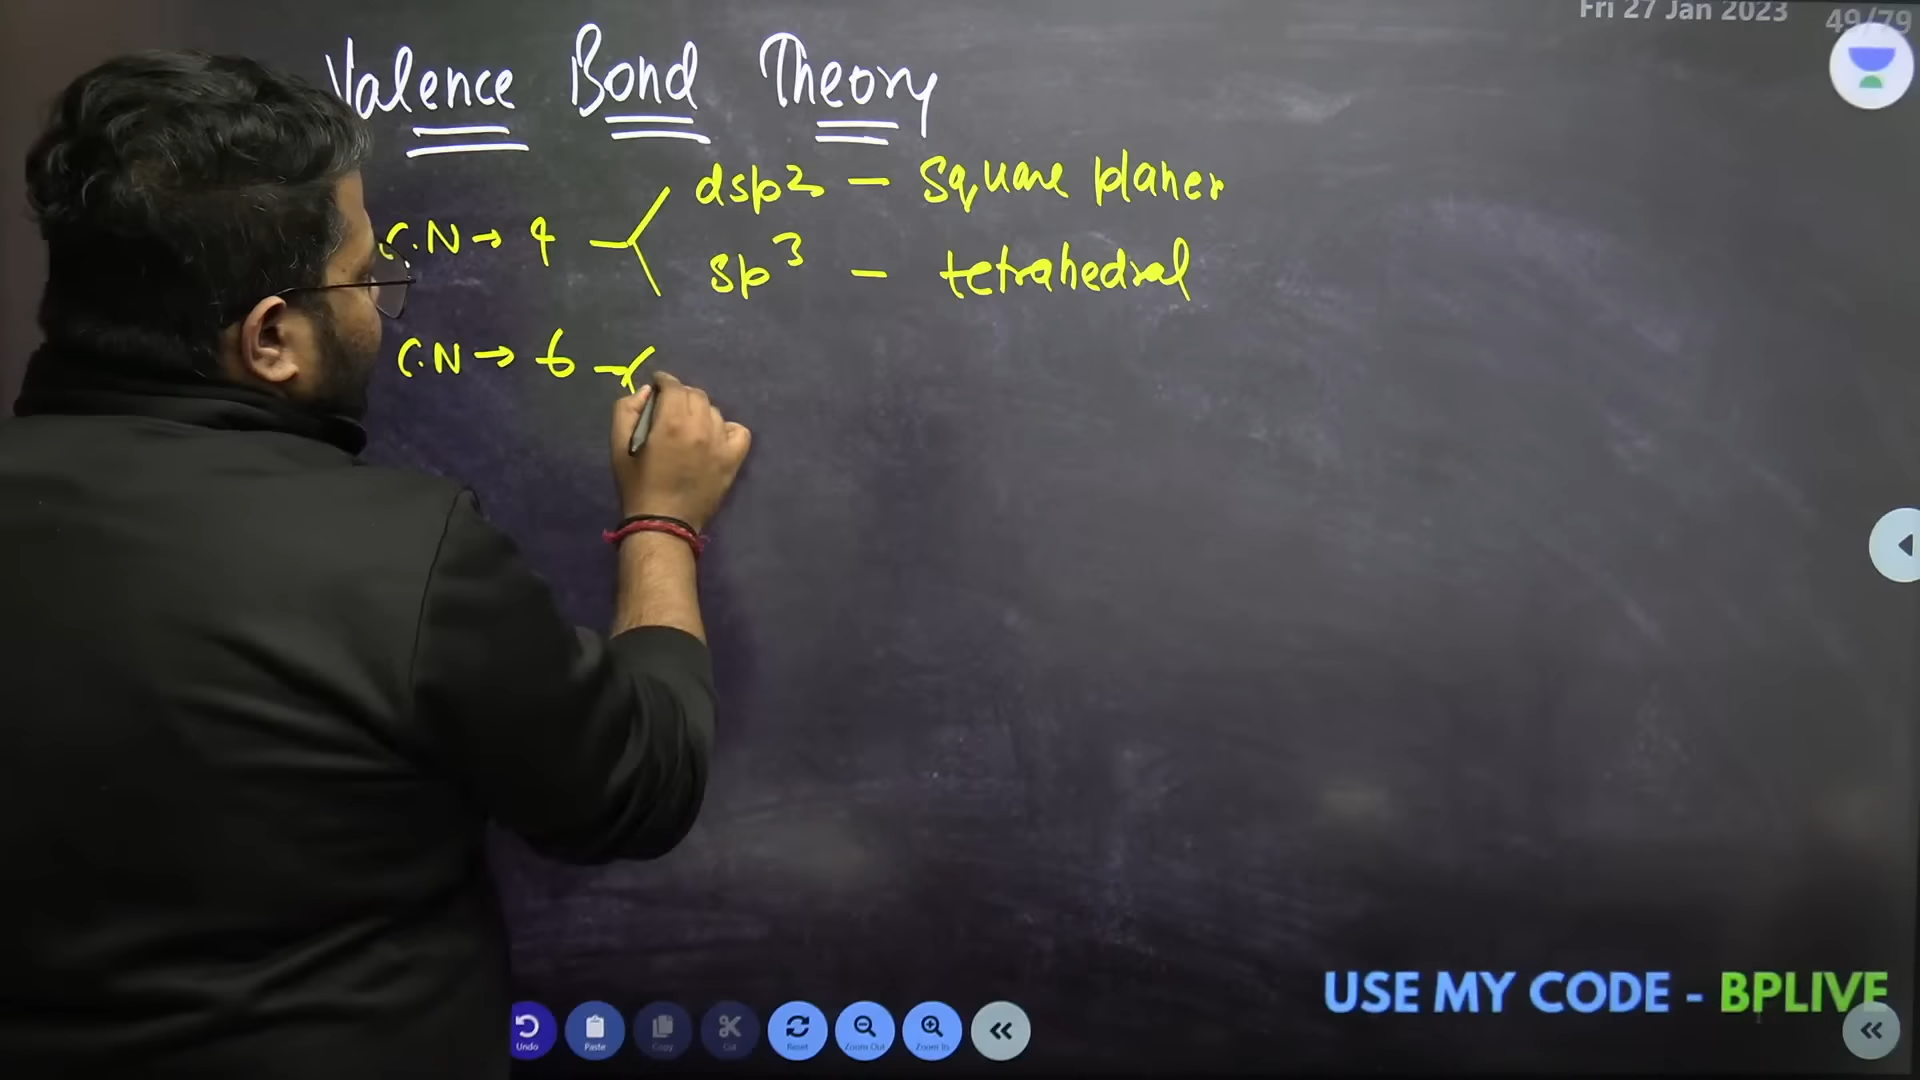 Fri 27 Jan 2023
49/79
Valence Bond Theory
C.N → 4 dsp2 - Square planer
sp³ - tetrahedral
C.N → 6
USE MY CODE - BPLIVE
Undo Paste Copy Cut Reset Zoom Out Zoom In